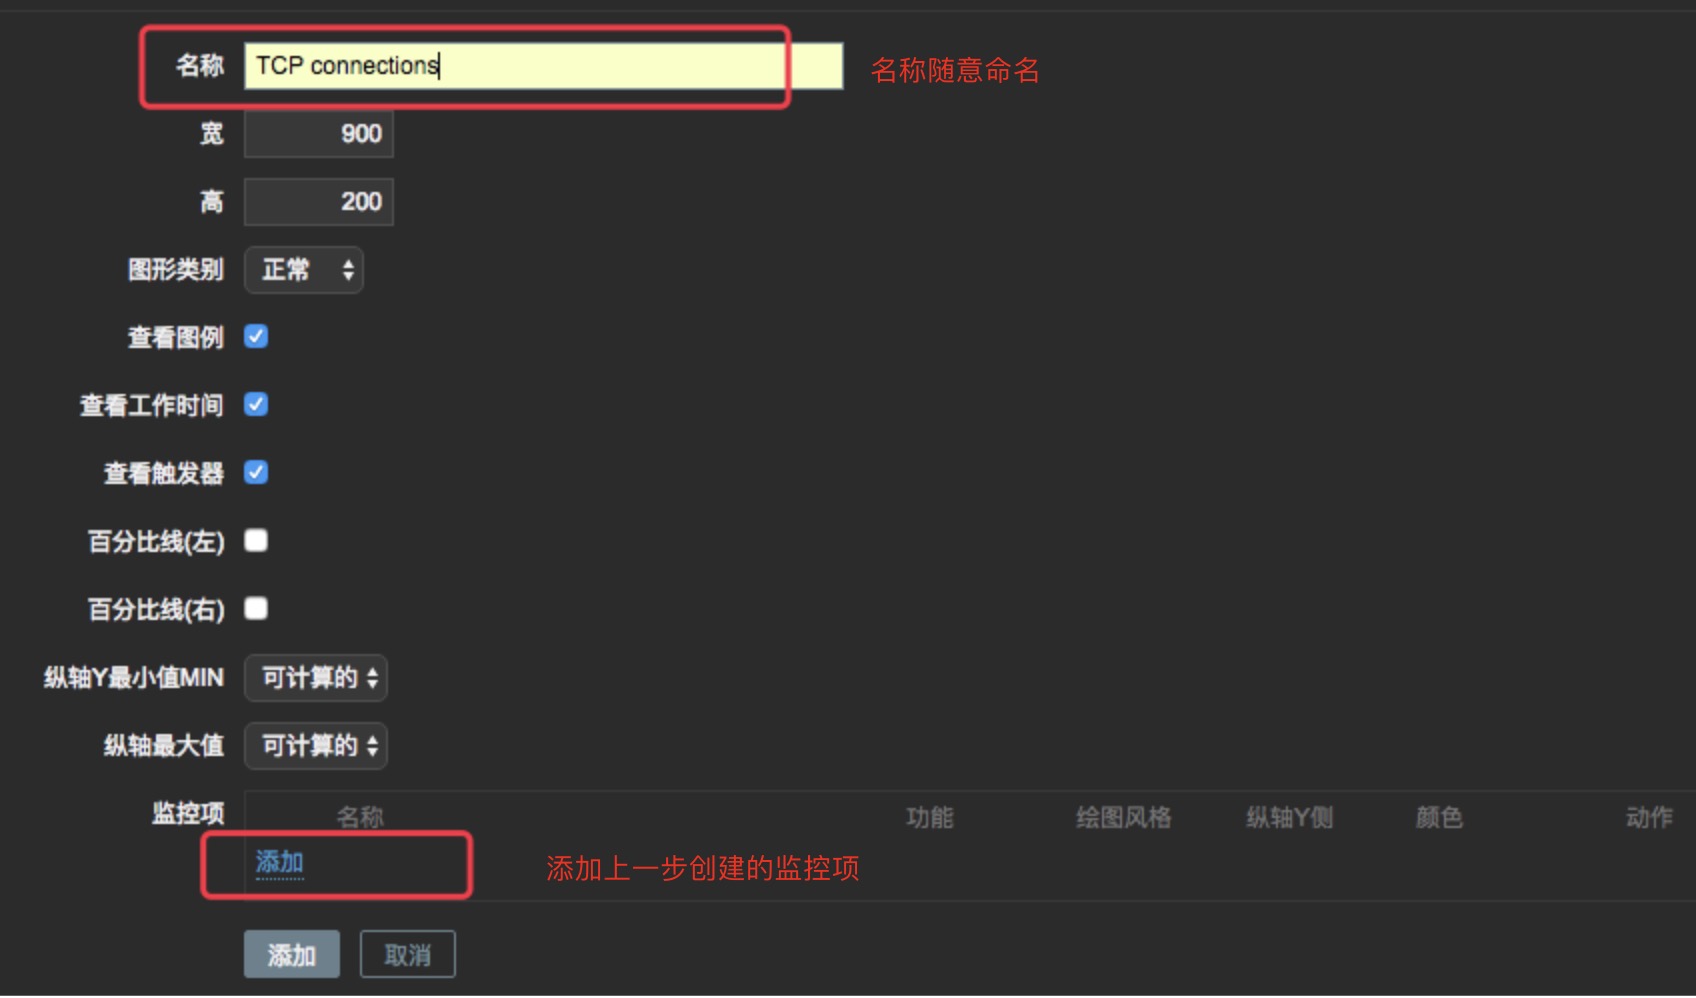 名称 TCP connections 名称随意命名
宽 900
高 200
图形类别 正常
查看图例
查看工作时间
查看触发器
百分比线(左)
百分比线(右)
纵轴Y最小值MIN 可计算的
纵轴最大值 可计算的
监控项 名称 功能 绘图风格 纵轴Y侧 颜色 动作
添加 添加上一步创建的监控项
添加 取消